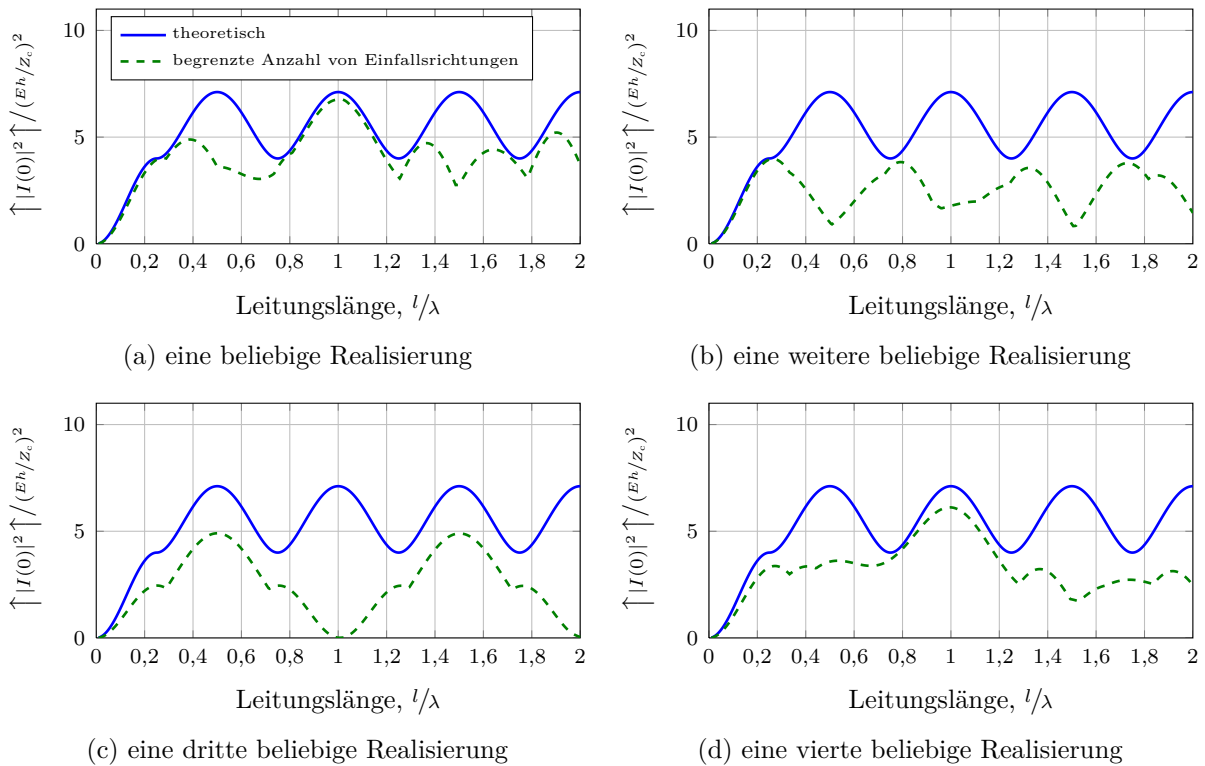 10
5
0
↑|I(0)|²↑/(Eh/Z_c)²
theoretisch
begrenzte Anzahl von Einfallsrichtungen
0 0,2 0,4 0,6 0,8 1 1,2 1,4 1,6 1,8 2
Leitungslänge, l/λ
(a) eine beliebige Realisierung
10
5
0
↑|I(0)|²↑/(Eh/Z_c)²
0 0,2 0,4 0,6 0,8 1 1,2 1,4 1,6 1,8 2
Leitungslänge, l/λ
(b) eine weitere beliebige Realisierung
10
5
0
↑|I(0)|²↑/(Eh/Z_c)²
0 0,2 0,4 0,6 0,8 1 1,2 1,4 1,6 1,8 2
Leitungslänge, l/λ
(c) eine dritte beliebige Realisierung
10
5
0
↑|I(0)|²↑/(Eh/Z_c)²
0 0,2 0,4 0,6 0,8 1 1,2 1,4 1,6 1,8 2
Leitungslänge, l/λ
(d) eine vierte beliebige Realisierung